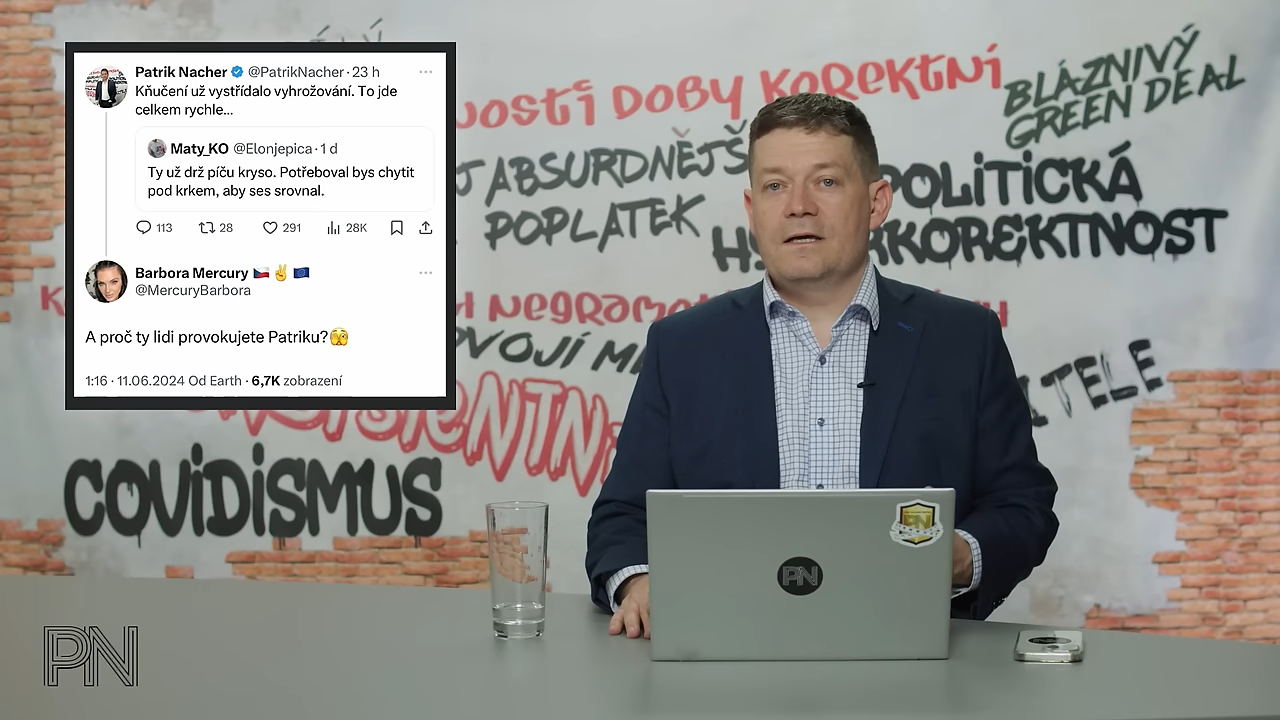 Patrik Nacher @PatrikNacher · 23 h
Kňučení už vystřídalo vyhrožování. To jde
celkem rychle...
Maty_KO @Elonjepica · 1 d
Ty už drž píču kryso. Potřeboval bys chytit
pod krkem, aby ses srovnal.
113 28 291 28K
Barbora Mercury 🇨🇿✌️🇪🇺
@MercuryBarbora
A proč ty lidi provokujete Patriku?🫣
1:16 · 11.06.2024 Od Earth · 6,7K zobrazení
DOBY KOREKTNÍ
BLÁZNIVÝ
GREEN DEAL
ABSURDNĚJŠ
POPLATEK
POLITICKÁ
KOREKTNOST
COVIDISMUS
PN
PN
PN